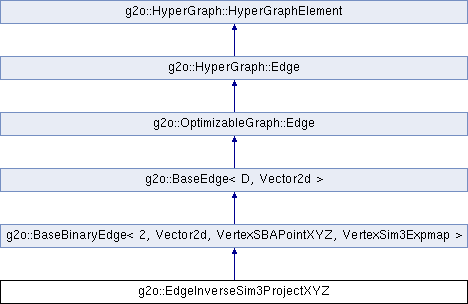 g2o::HyperGraph::HyperGraphElement
g2o::HyperGraph::Edge
g2o::OptimizableGraph::Edge
g2o::BaseEdge< D, Vector2d >
g2o::BaseBinaryEdge< 2, Vector2d, VertexSBAPointXYZ, VertexSim3Expmap >
g2o::EdgeInverseSim3ProjectXYZ